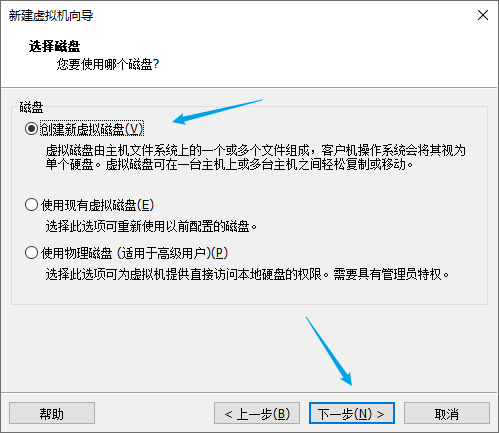 新建虚拟机向导
选择磁盘
您要使用哪个磁盘?
磁盘
创建新虚拟磁盘(V)
虚拟磁盘由主机文件系统上的一个或多个文件组成，客户机操作系统会将其视为
单个硬盘。虚拟磁盘可在一台主机上或多台主机之间轻松复制或移动。
使用现有虚拟磁盘(E)
选择此选项可重新使用以前配置的磁盘。
使用物理磁盘 (适用于高级用户)(P)
选择此选项可为虚拟机提供直接访问本地硬盘的权限。需要具有管理员特权。
帮助 < 上一步(B) 下一步(N) > 取消